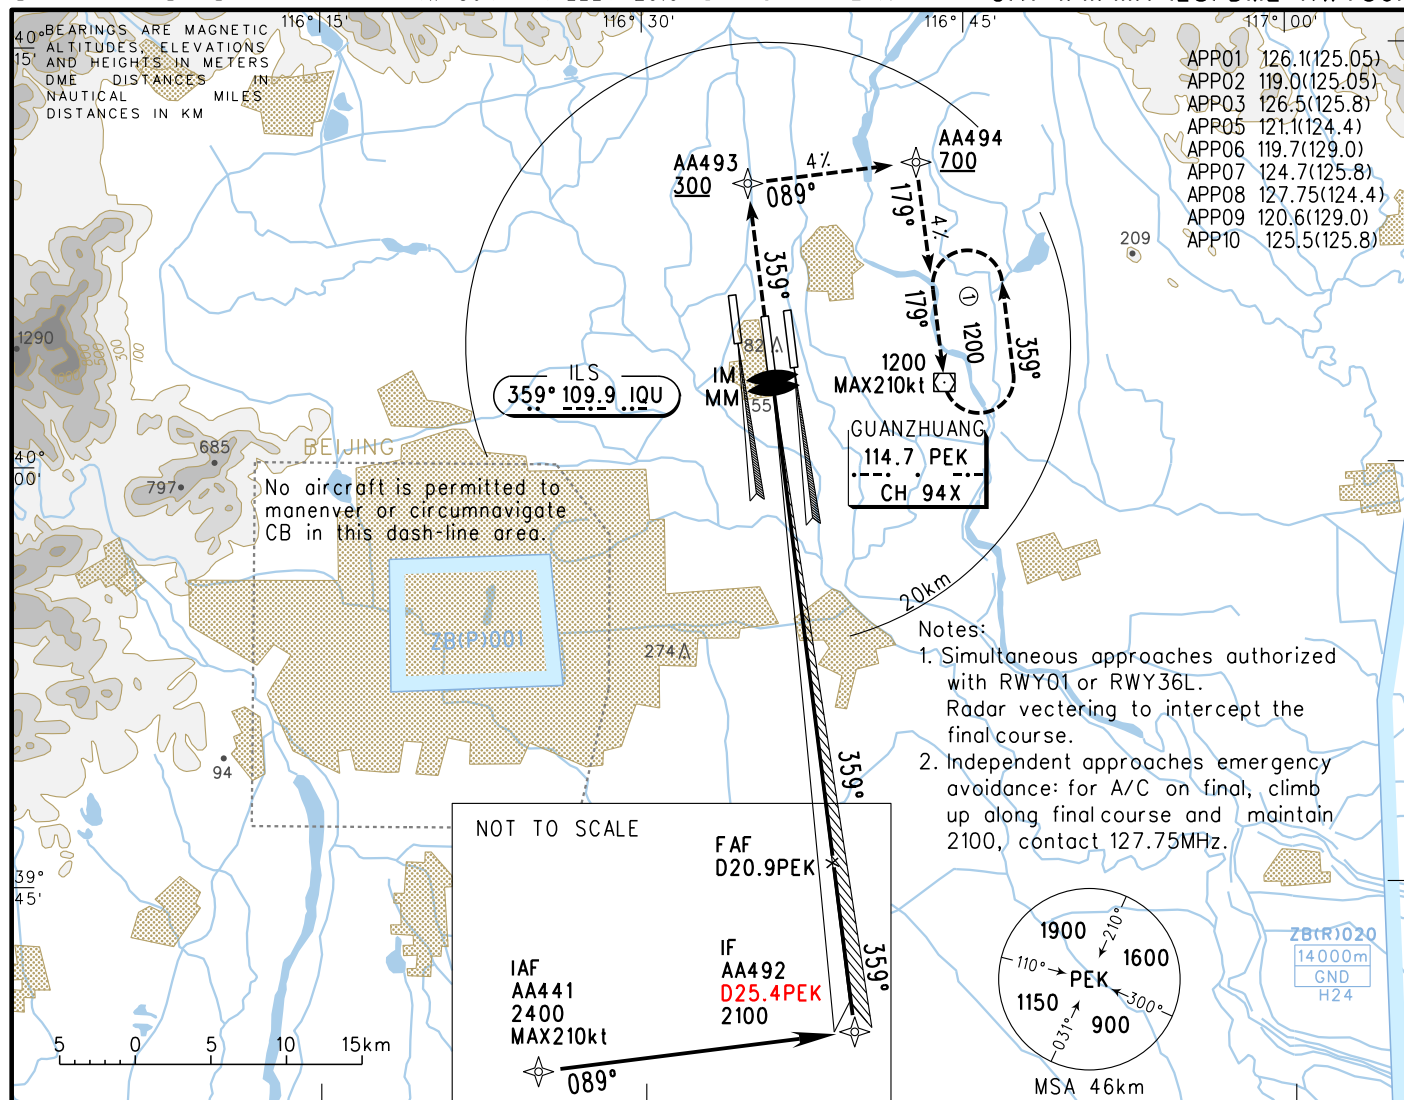 116° 15'
116° 30'
116° 45'
117° 00'
40°
15'
BEARINGS ARE MAGNETIC
ALTITUDES, ELEVATIONS
AND HEIGHTS IN METERS
DME DISTANCES IN
NAUTICAL MILES
DISTANCES IN KM
APP01 126.1(125.05)
APP02 119.0(125.05)
APP03 126.5(125.8)
APP05 121.1(124.4)
APP06 119.7(129.0)
APP07 124.7(125.8)
APP08 127.75(124.4)
APP09 120.6(129.0)
APP10 125.5(125.8)
AA493
300
4%
089°
AA494
700
179°
4%
359°
179°
1
1200
359°
209
1290
500
300
100
82
IM
MM
55
1200
MAX210kt
ILS
359° 109.9 IQU
GUANZHUANG
114.7 PEK
CH 94X
685
797
BEIJING
40°
00'
No aircraft is permitted to
manenver or circumnavigate
CB in this dash-line area.
ZB(P)001
274
20km
Notes:
1. Simultaneous approaches authorized
with RWY01 or RWY36L.
Radar vectering to intercept the
final course.
2. Independent approaches emergency
avoidance: for A/C on final, climb
up along final course and maintain
2100, contact 127.75MHz.
94
359°
NOT TO SCALE
FAF
D20.9PEK
39°
45'
IF
AA492
D25.4PEK
2100
359°
IAF
AA441
2400
MAX210kt
089°
5 0 5 10 15km
1900
210°
1600
110°
PEK
300°
1150
031°
900
MSA 46km
ZB(R)020
14000m
GND
H24